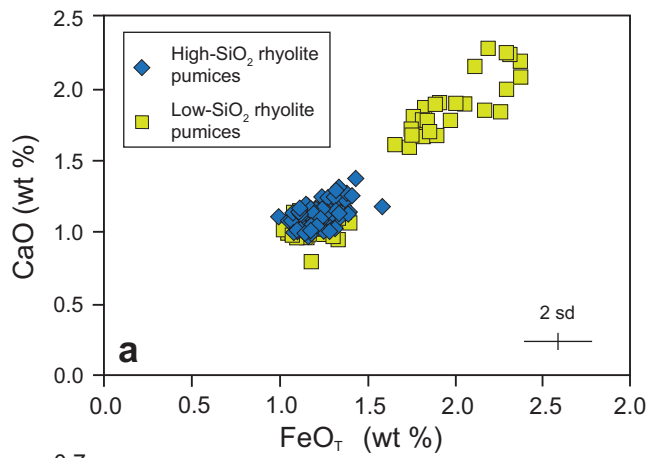 2.5
High-SiO₂ rhyolite
pumices
2.0
Low-SiO₂ rhyolite
pumices
1.5
CaO (wt %)
1.0
0.5
2 sd
a
0.0
0.0 0.5 1.0 1.5 2.0 2.5 2.0
FeO_T (wt %)